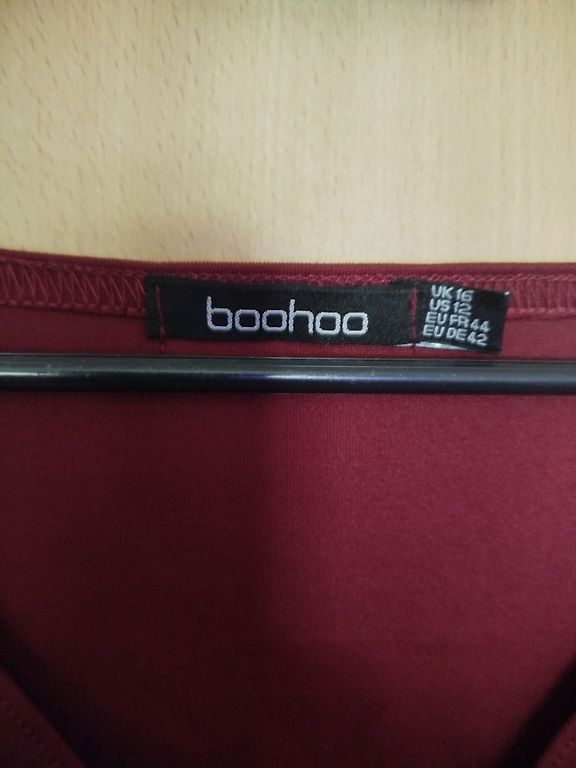 boohoo
UK 16
US 12
EU FR 44
EU DE 42